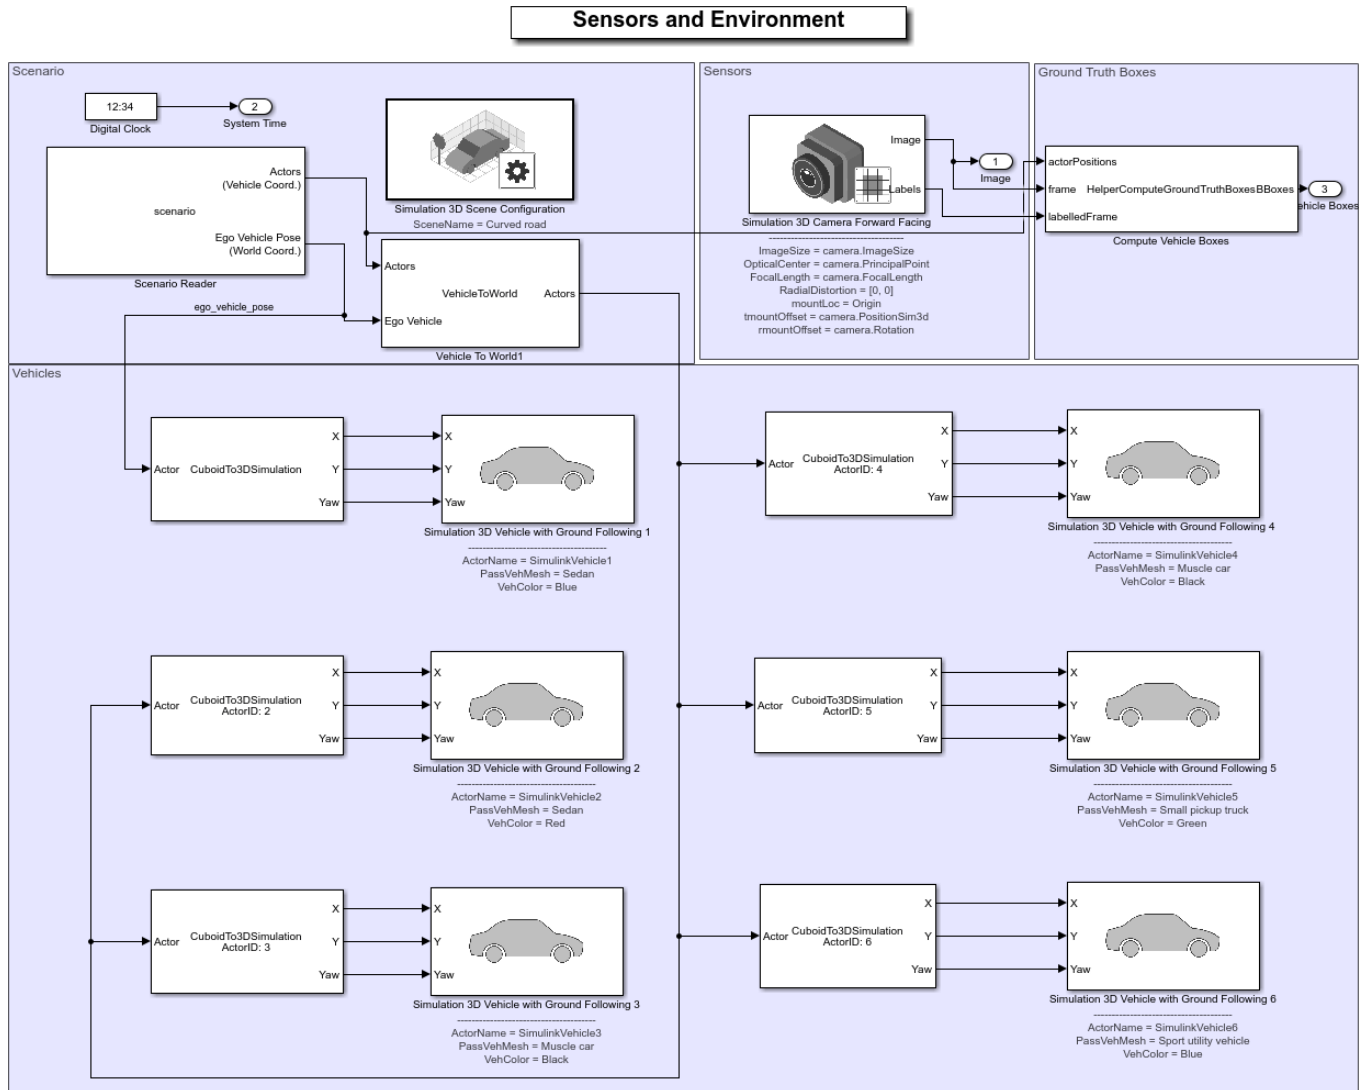 Sensors and Environment
Scenario
12:34
Digital Clock
2
System Time
Actors
(Vehicle Coord.)
scenario
Ego Vehicle Pose
(World Coord.)
Scenario Reader
ego_vehicle_pose
Simulation 3D Scene Configuration
SceneName = Curved road
Actors
VehicleToWorld
Actors
Ego Vehicle
Vehicle To World1
Sensors
Image
Labels
Simulation 3D Camera Forward Facing
ImageSize = camera.ImageSize
OpticalCenter = camera.PrincipalPoint
FocalLength = camera.FocalLength
RadialDistortion = [0, 0]
mountLoc = Origin
tmountOffset = camera.PositionSim3d
rmountOffset = camera.Rotation
1
Image
Ground Truth Boxes
actorPositions
frame
HelperComputeGroundTruthBoxes
BBoxes
labelledFrame
Compute Vehicle Boxes
3
ehicle Boxes
Vehicles
Actor
CuboidTo3DSimulation
X
Y
Yaw
X
Y
Yaw
Simulation 3D Vehicle with Ground Following 1
ActorName = SimulinkVehicle1
PassVehMesh = Sedan
VehColor = Blue
Actor
CuboidTo3DSimulation
ActorID: 4
X
Y
Yaw
X
Y
Yaw
Simulation 3D Vehicle with Ground Following 4
ActorName = SimulinkVehicle4
PassVehMesh = Muscle car
VehColor = Black
Actor
CuboidTo3DSimulation
ActorID: 2
X
Y
Yaw
X
Y
Yaw
Simulation 3D Vehicle with Ground Following 2
ActorName = SimulinkVehicle2
PassVehMesh = Sedan
VehColor = Red
Actor
CuboidTo3DSimulation
ActorID: 5
X
Y
Yaw
X
Y
Yaw
Simulation 3D Vehicle with Ground Following 5
ActorName = SimulinkVehicle5
PassVehMesh = Small pickup truck
VehColor = Green
Actor
CuboidTo3DSimulation
ActorID: 3
X
Y
Yaw
X
Y
Yaw
Simulation 3D Vehicle with Ground Following 3
ActorName = SimulinkVehicle3
PassVehMesh = Muscle car
VehColor = Black
Actor
CuboidTo3DSimulation
ActorID: 6
X
Y
Yaw
X
Y
Yaw
Simulation 3D Vehicle with Ground Following 6
ActorName = SimulinkVehicle6
PassVehMesh = Sport utility vehicle
VehColor = Blue